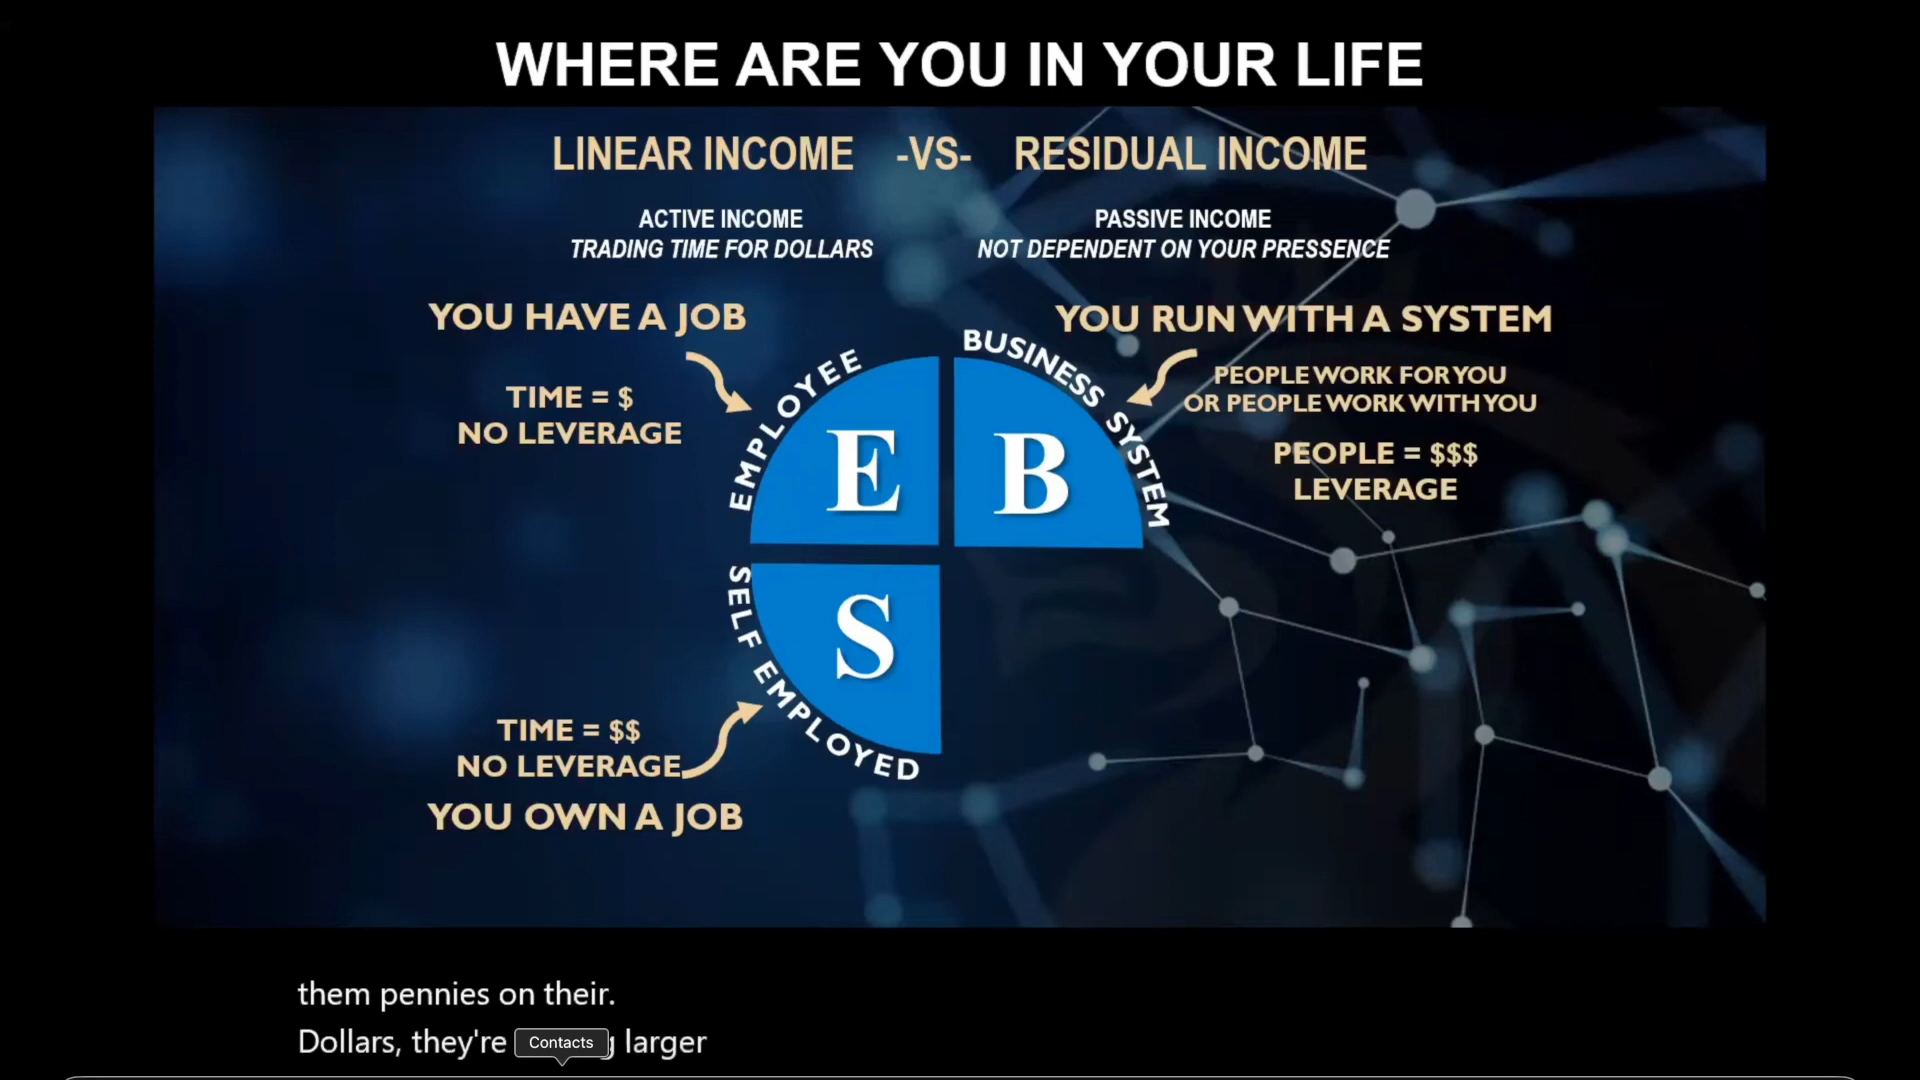 WHERE ARE YOU IN YOUR LIFE
LINEAR INCOME -VS- RESIDUAL INCOME
ACTIVE INCOME
TRADING TIME FOR DOLLARS
PASSIVE INCOME
NOT DEPENDENT ON YOUR PRESSENCE
YOU HAVE A JOB
TIME = $
NO LEVERAGE
YOU RUN WITH A SYSTEM
PEOPLE WORK FOR YOU
OR PEOPLE WORK WITH YOU
PEOPLE = $$$
LEVERAGE
EMPLOYEE
E
BUSINESS SYSTEM
B
SELF EMPLOYED
S
TIME = $$
NO LEVERAGE
YOU OWN A JOB
them pennies on their.
Dollars, they're larger
Contacts